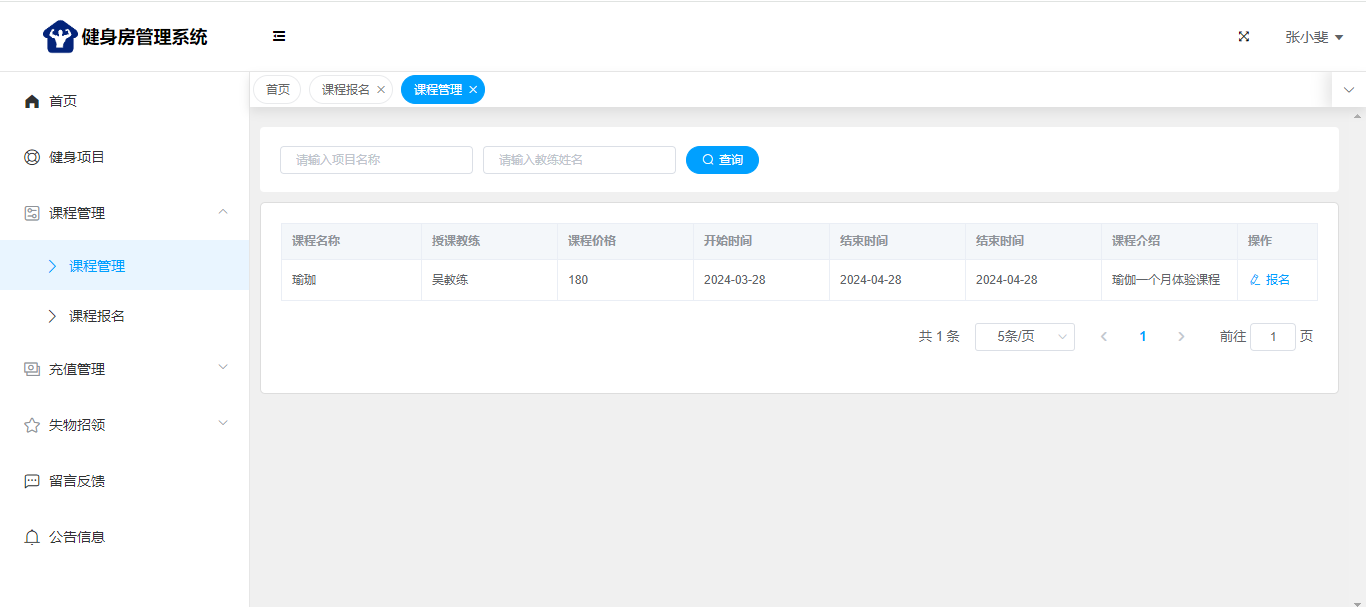 健身房管理系统
张小斐
首页
健身项目
课程管理
课程管理
课程报名
充值管理
失物招领
留言反馈
公告信息
首页 课程报名 课程管理
请输入项目名称 请输入教练姓名 查询
课程名称 授课教练 课程价格 开始时间 结束时间 结束时间 课程介绍 操作
瑜珈 吴教练 180 2024-03-28 2024-04-28 2024-04-28 瑜伽一个月体验课程 报名
共 1 条 5条/页 1 前往 1 页